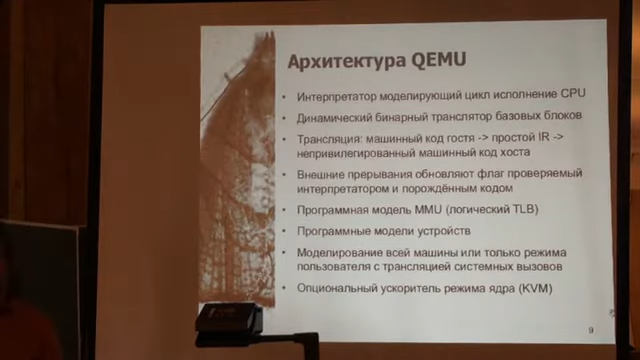 Архитектура QEMU
• Интерпретатор моделирующий цикл исполнение CPU
• Динамический бинарный транслятор базовых блоков
• Трансляция: машинный код гостя -> простой IR ->
непривилегированный машинный код хоста
• Внешние прерывания обновляют флаг проверяемый
интерпретатором и порождённым кодом
• Программная модель MMU (логический TLB)
• Программные модели устройств
• Моделирование всей машины или только режима
пользователя с трансляцией системных вызовов
• Опциональный ускоритель режима ядра (KVM)
9